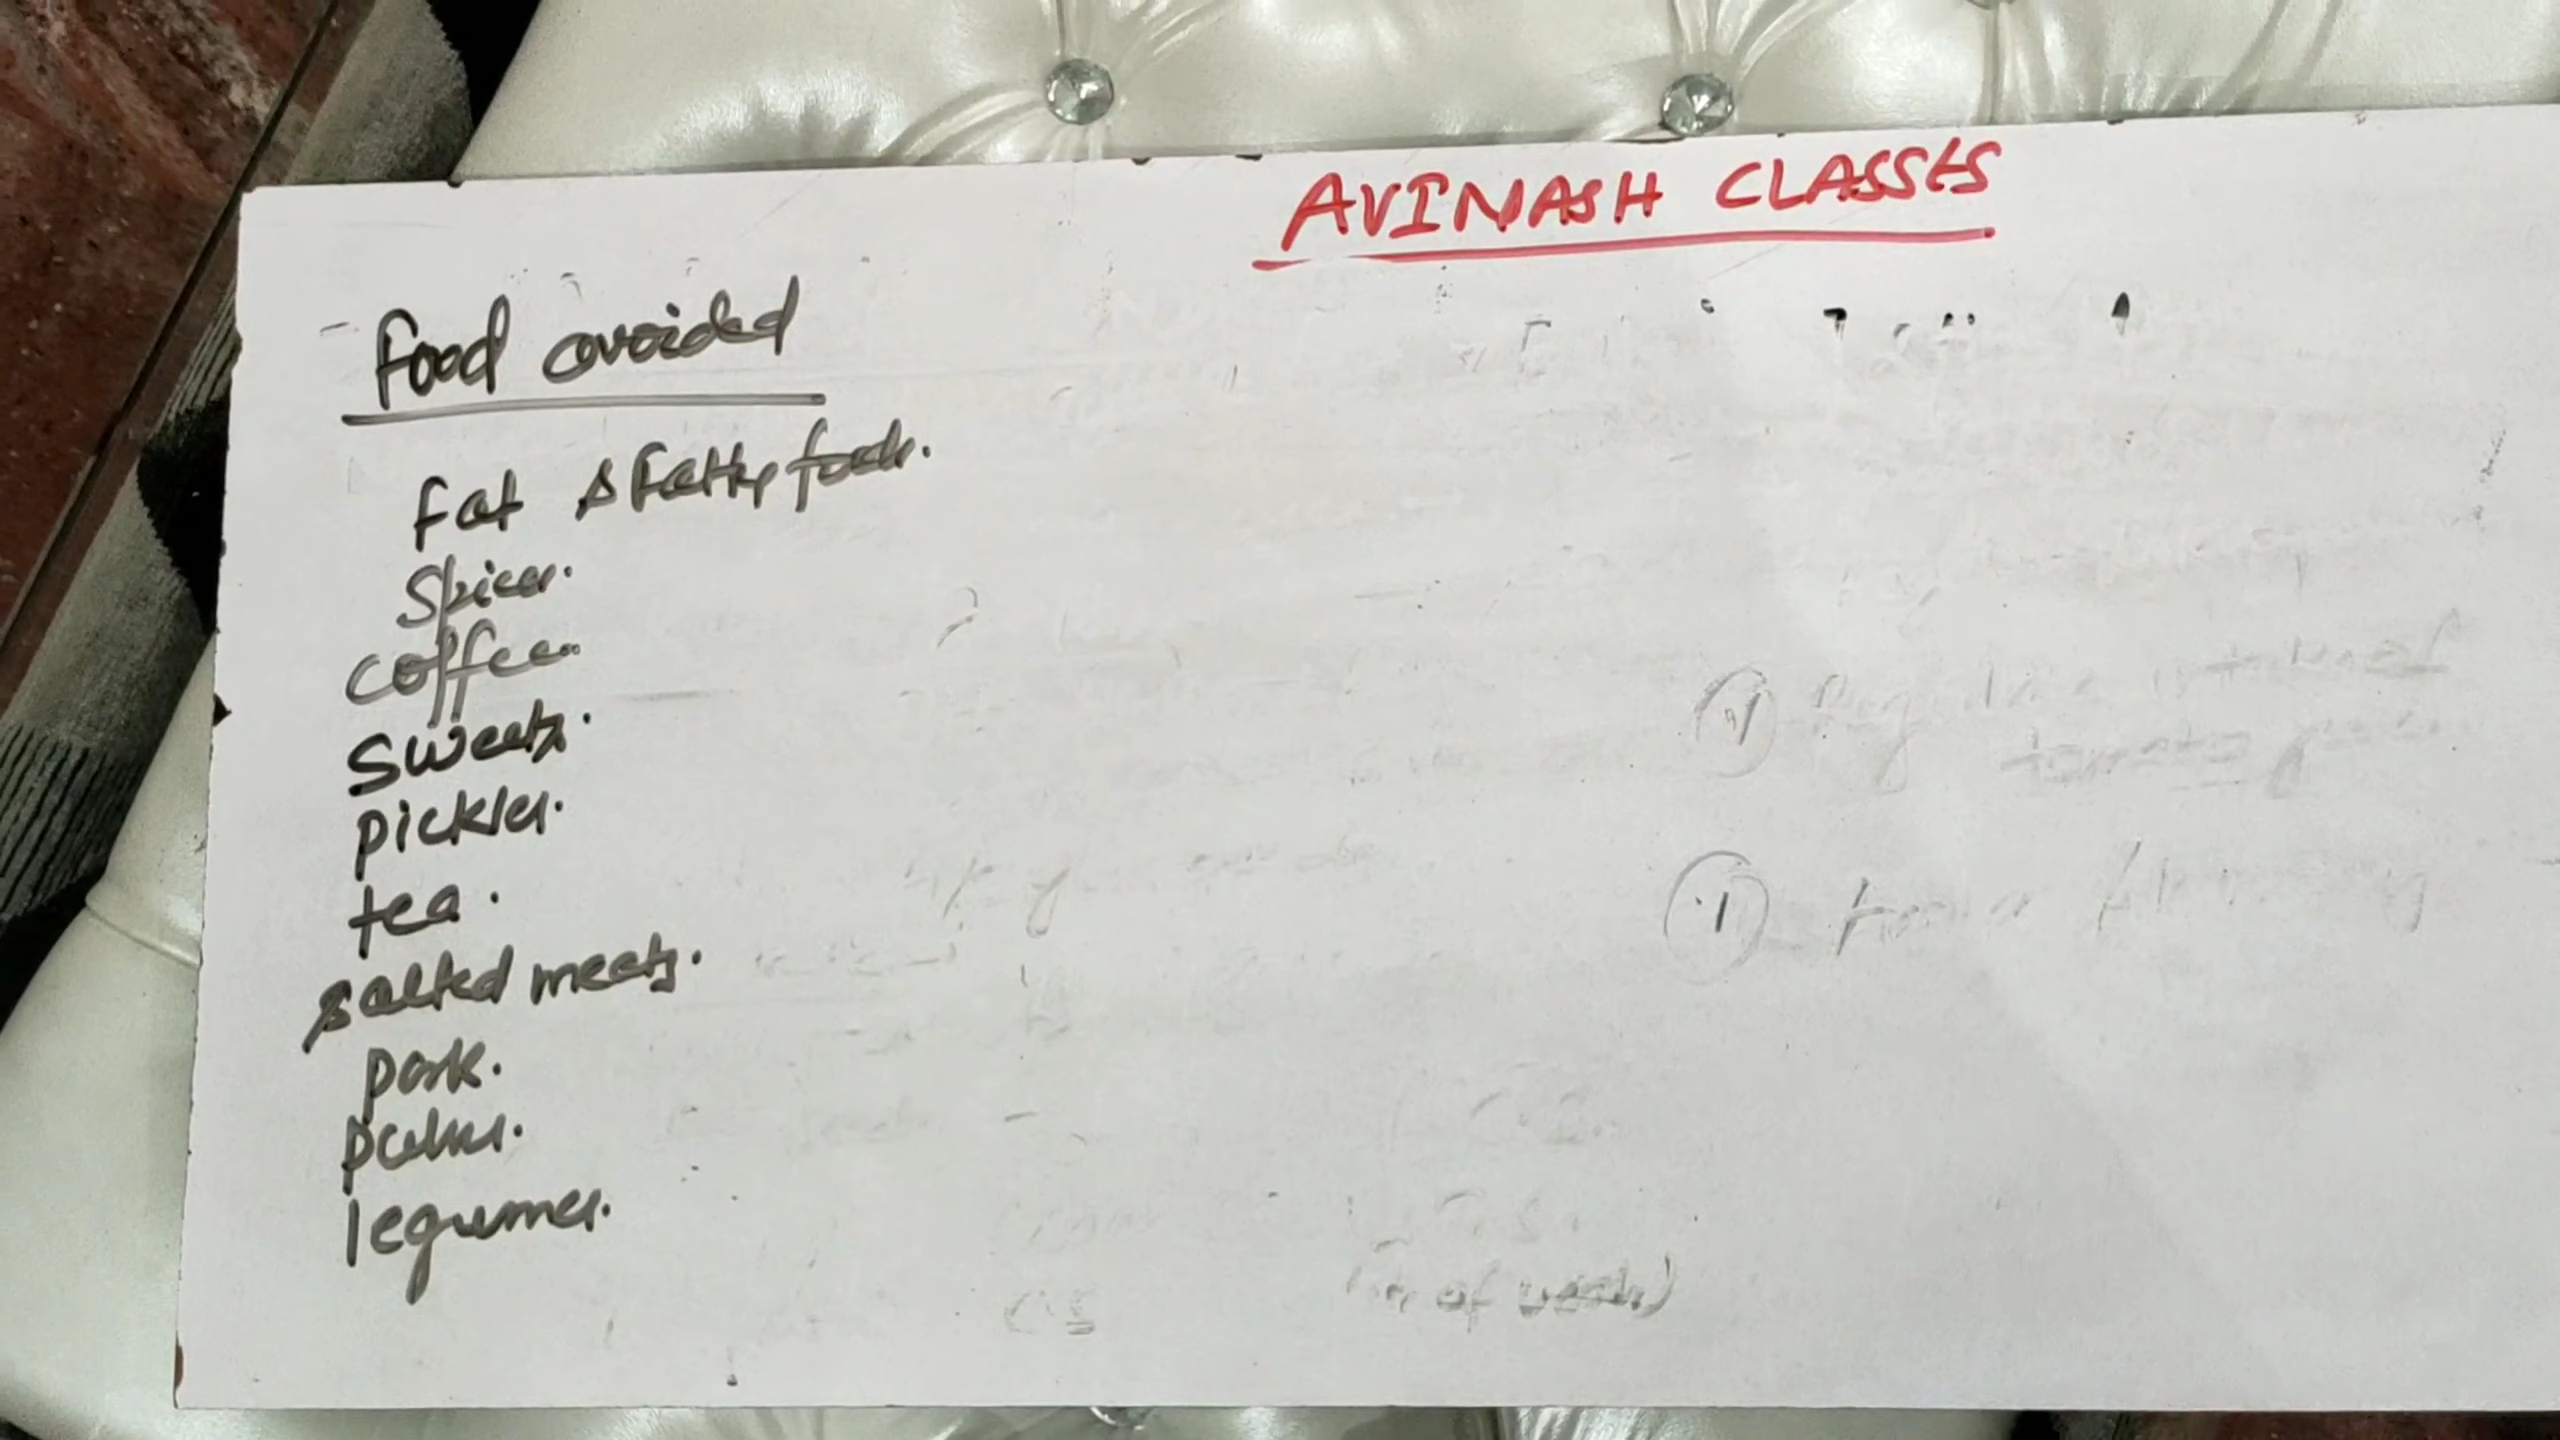 AVINASH CLASSES
Food avoided
Fat & Fatty foods.
Spices.
Coffee.
Sweets.
Pickles.
tea.
salted meats.
Pork.
Pulses.
legumes.